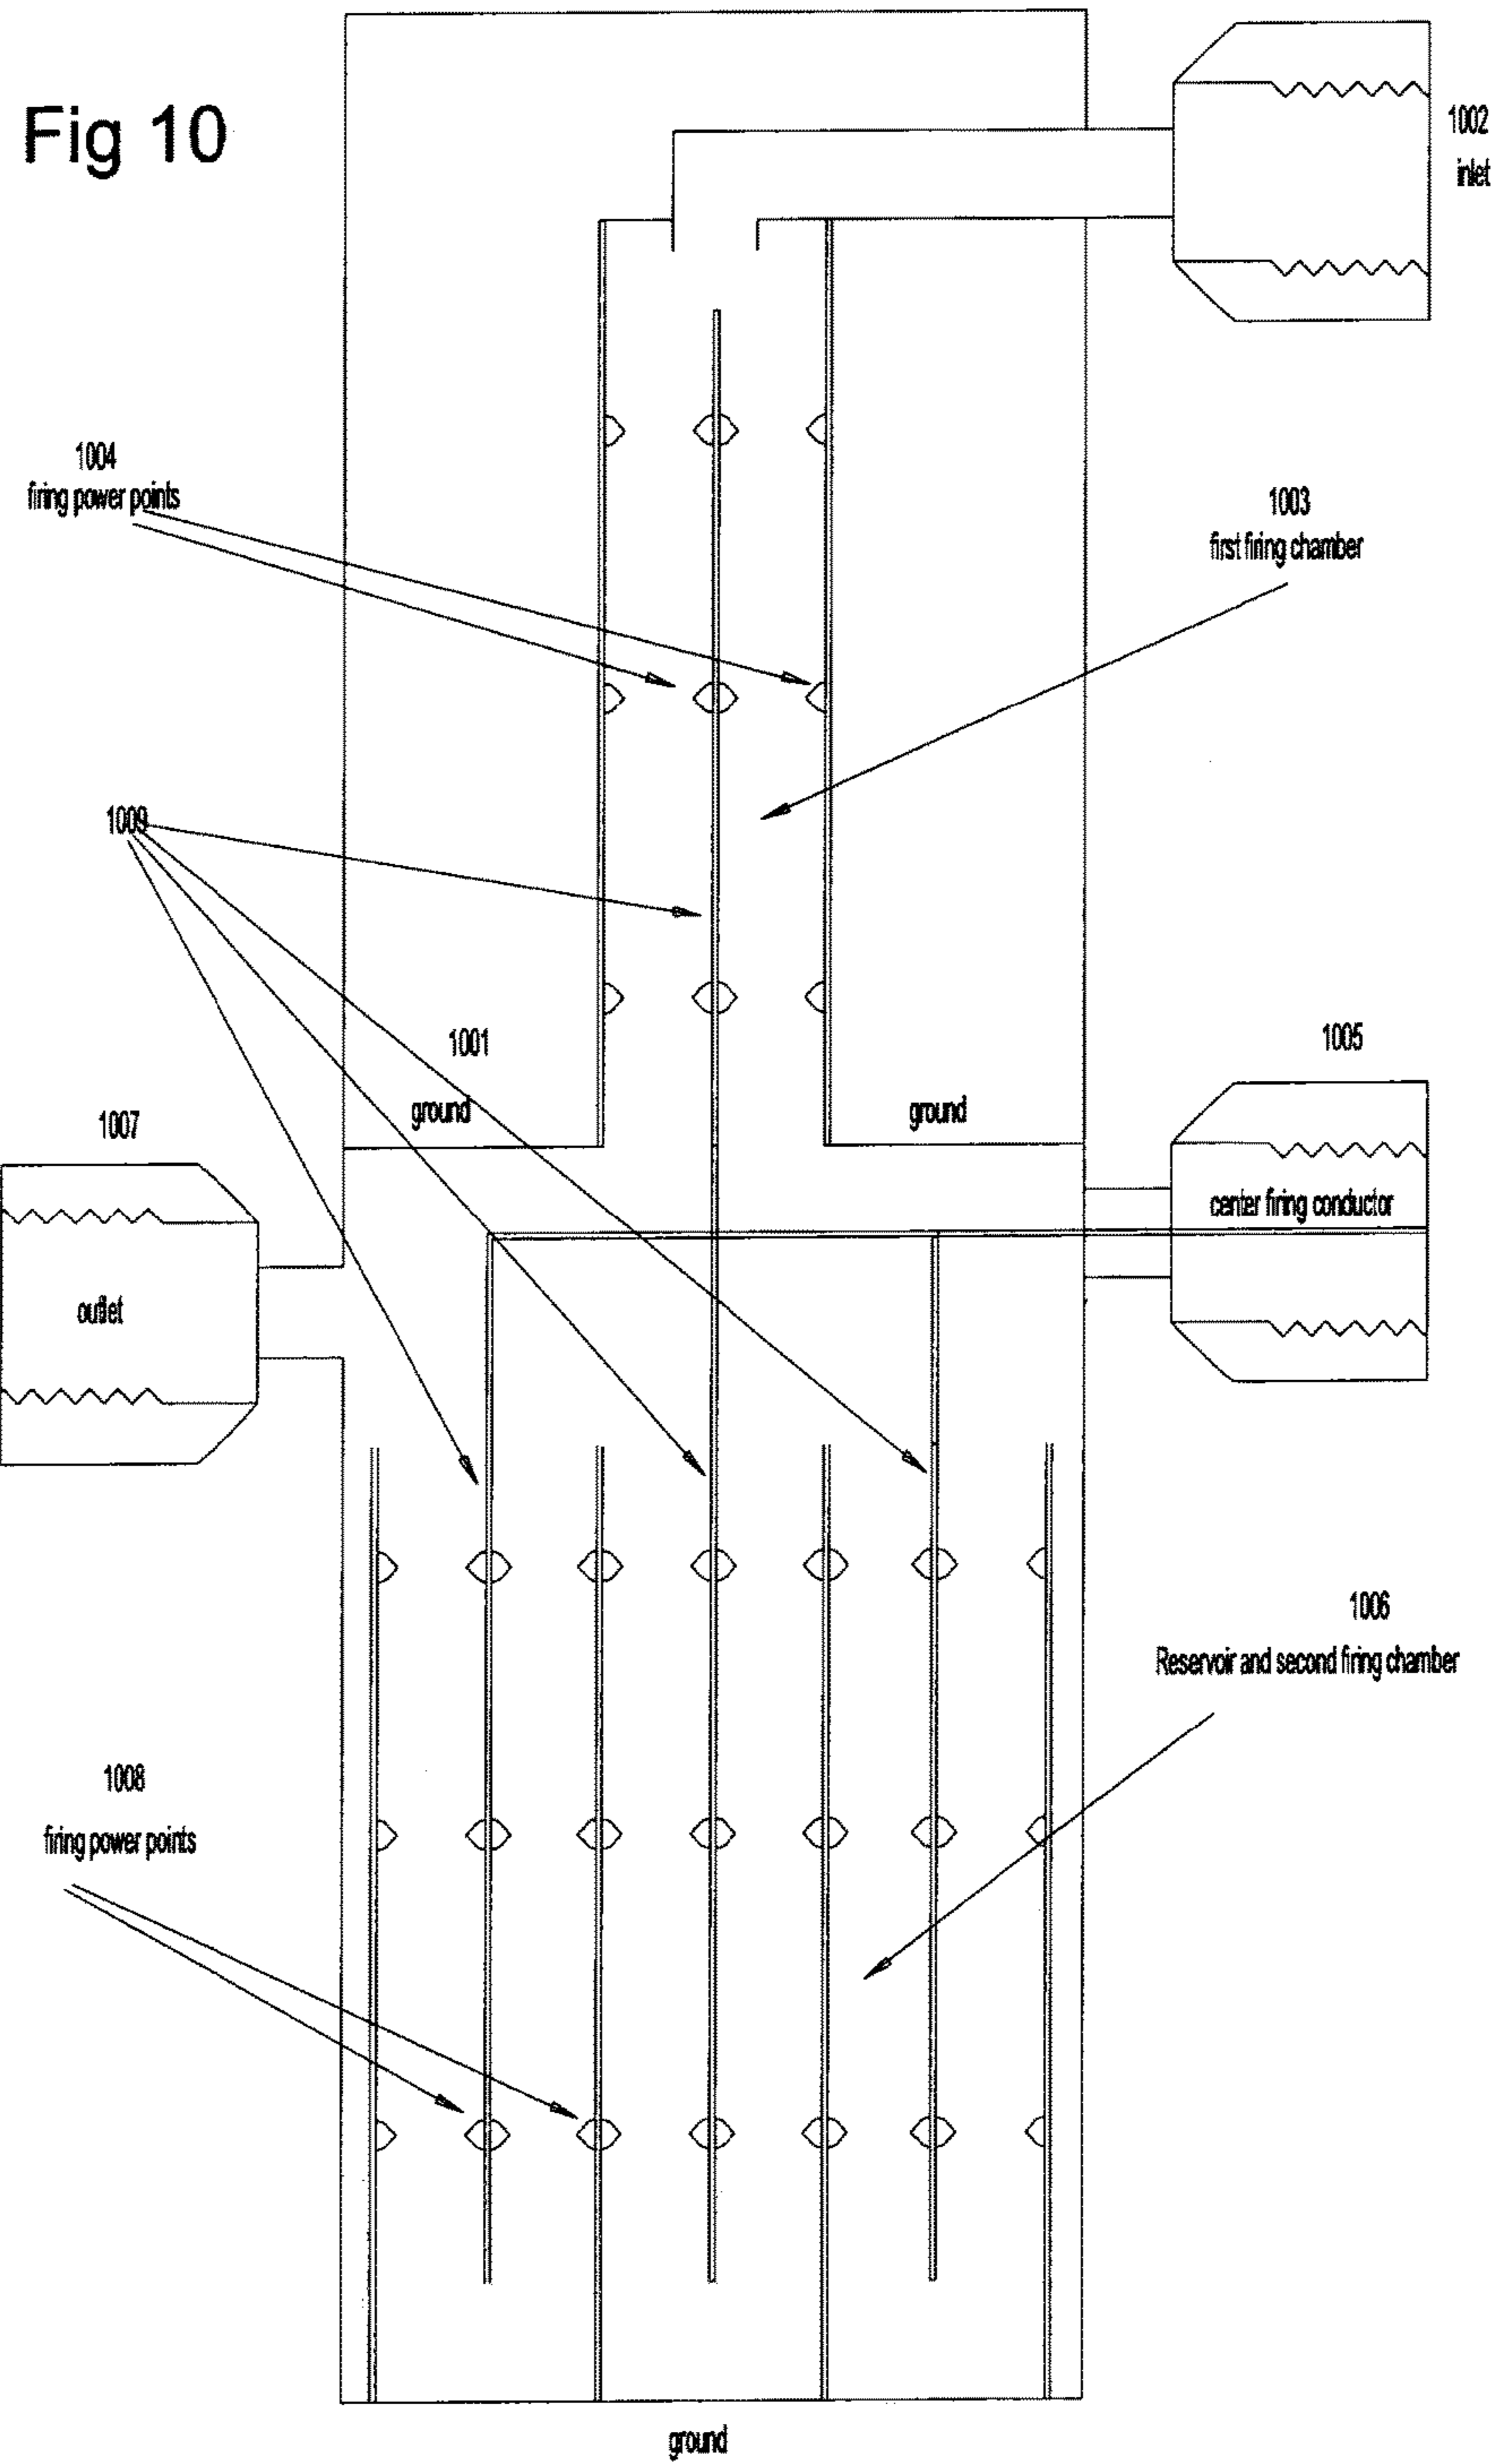 Fig 10
1002
inlet
1004
firing power points
1003
first firing chamber
1009
1001
ground
ground
1005
1007
center firing conductor
outlet
1006
Reservoir and second firing chamber
1008
firing power points
ground